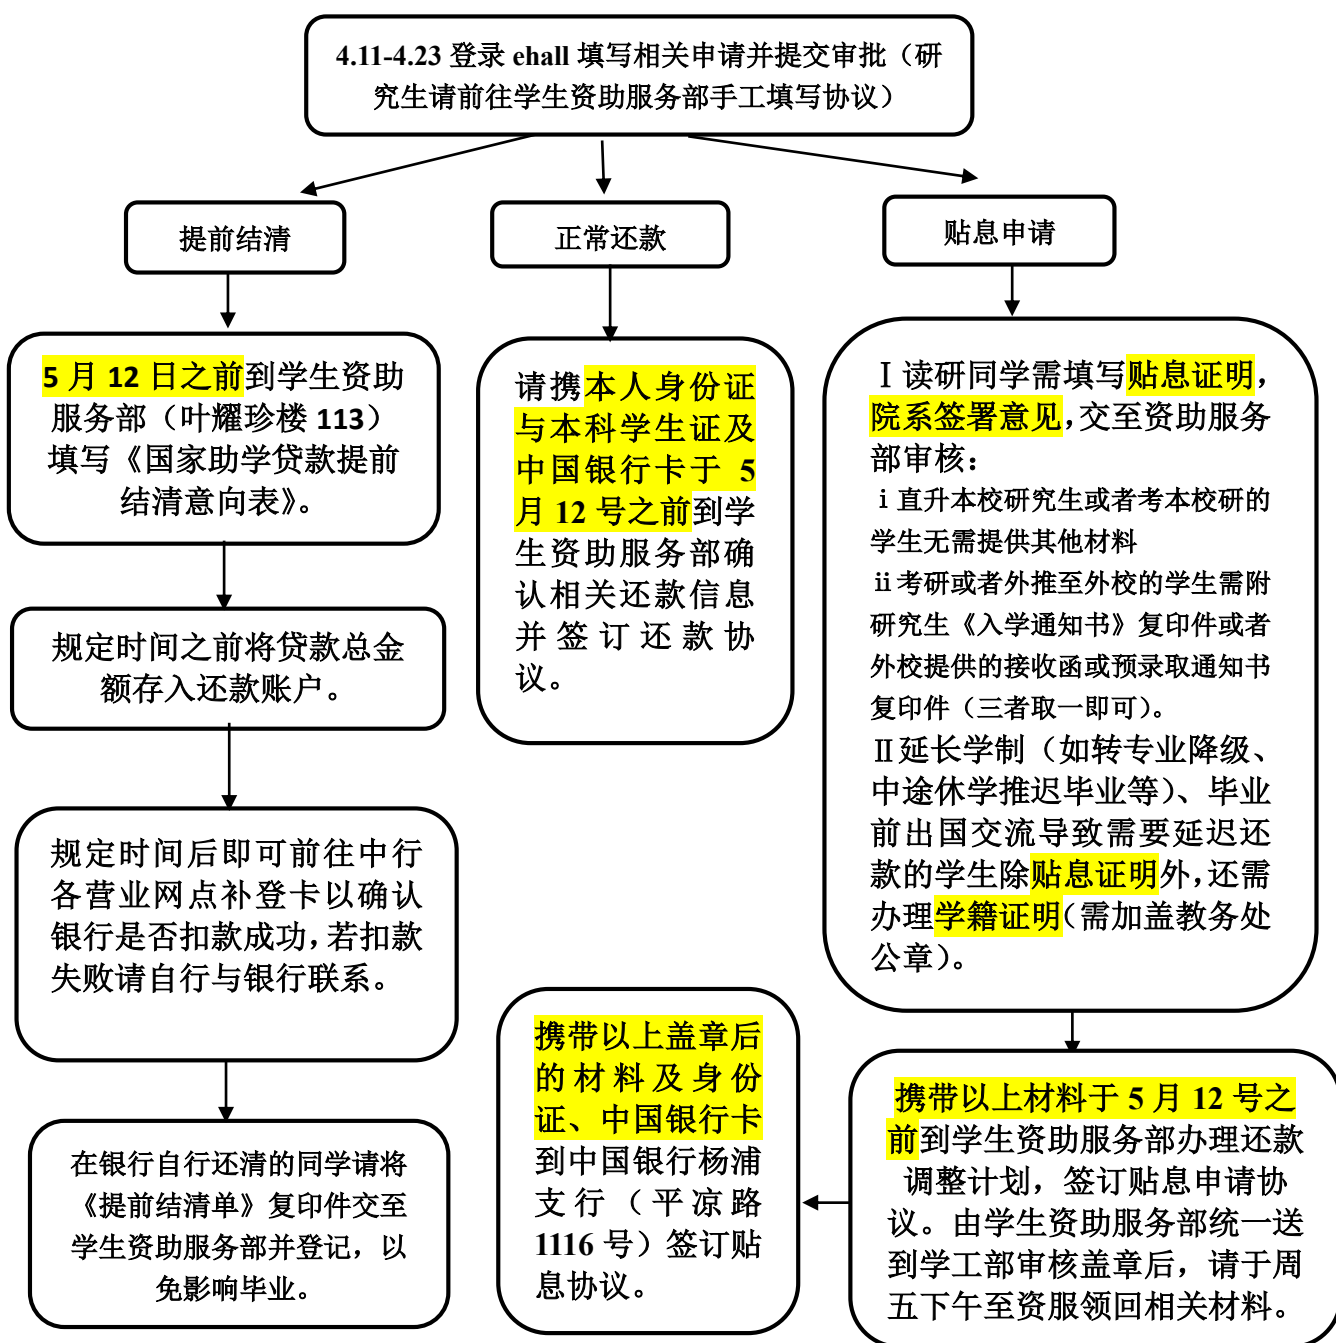 4.11-4.23 登录 ehall 填写相关申请并提交审批（研
究生请前往学生资助服务部手工填写协议）
提前结清
正常还款
贴息申请
5 月 12 日之前到学生资助
服务部（叶耀珍楼 113）
填写《国家助学贷款提前
结清意向表》。
规定时间之前将贷款总金
额存入还款账户。
规定时间后即可前往中行
各营业网点补登卡以确认
银行是否扣款成功，若扣款
失败请自行与银行联系。
在银行自行还清的同学请将
《提前结清单》复印件交至
学生资助服务部并登记，以
免影响毕业。
请携本人身份证
与本科学生证及
中国银行卡于 5
月 12 号之前到学
生资助服务部确
认相关还款信息
并签订还款协
议。
Ⅰ读研同学需填写贴息证明，
院系签署意见，交至资助服务
部审核：
ⅰ直升本校研究生或者考本校研的
学生无需提供其他材料
ⅱ考研或者外推至外校的学生需附
研究生《入学通知书》复印件或者
外校提供的接收函或预录取通知书
复印件（三者取一即可）。
Ⅱ延长学制（如转专业降级、
中途休学推迟毕业等）、毕业
前出国交流导致需要延迟还
款的学生除贴息证明外，还需
办理学籍证明（需加盖教务处
公章）。
携带以上材料于 5 月 12 号之
前到学生资助服务部办理还款
调整计划，签订贴息申请协
议。由学生资助服务部统一送
到学工部审核盖章后，请于周
五下午至资服领回相关材料。
携带以上盖章后
的材料及身份
证、中国银行卡
到中国银行杨浦
支行（平凉路
1116 号）签订贴
息协议。